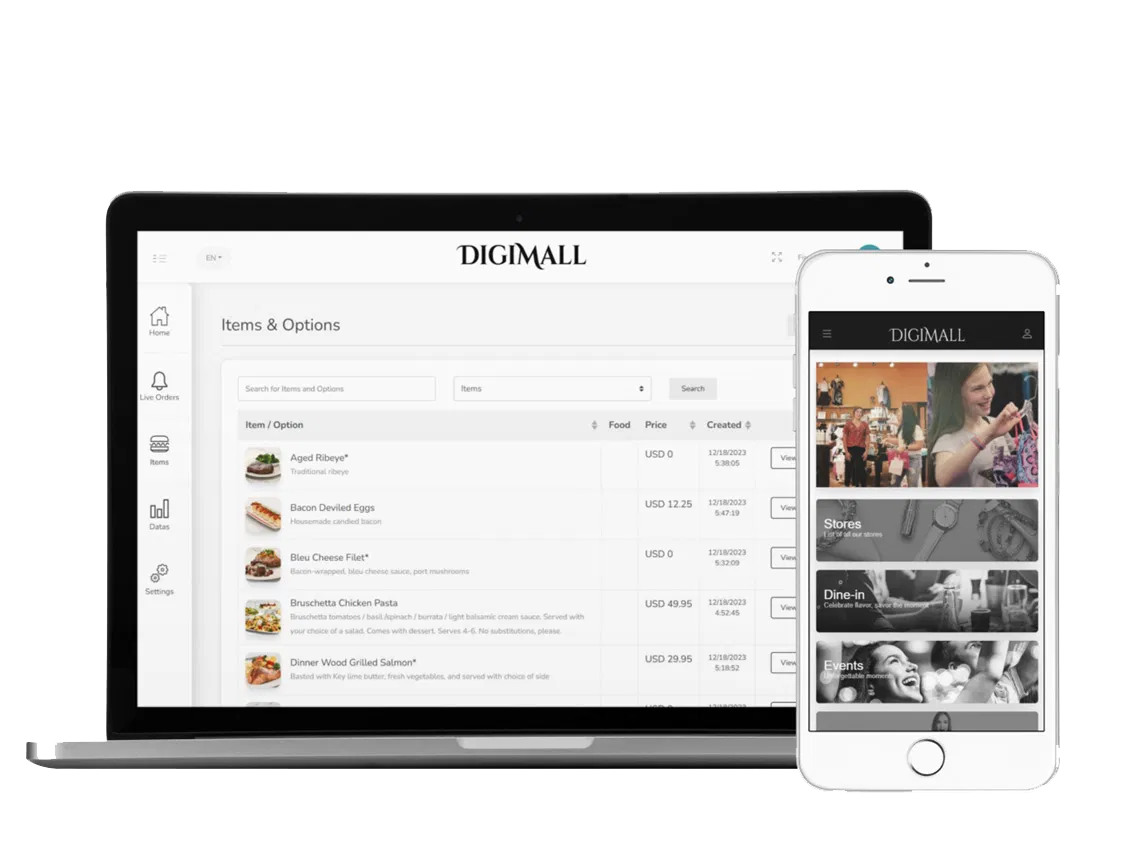 EN
DIGIMALL
Items & Options
Home
Live Orders
Items
Datas
Settings
Search for Items and Options
Items
Search
Item / Option
Food
Price
Created
Aged Ribeye*
Traditional ribeye
USD 0
12/18/2023
5:38:05
View
Bacon Deviled Eggs
Housemade candied bacon
USD 12.25
12/18/2023
5:47:19
View
Bleu Cheese Filet*
Bacon-wrapped, bleu cheese sauce, port mushrooms
USD 0
12/18/2023
5:32:09
View
Bruschetta Chicken Pasta
Bruschetta tomatoes / basil /spinach / burrata / light balsamic cream sauce. Served with
your choice of a salad. Comes with dessert. Serves 4-6. No substitutions, please.
USD 49.95
12/18/2023
4:52:45
View
Dinner Wood Grilled Salmon*
Basted with Key lime butter, fresh vegetables, and served with choice of side
USD 29.95
12/18/2023
5:18:52
View
DIGIMALL
Stores
List of all our stores
Dine-in
Celebrate flavor, savor the moment
Events
Unforgettable moments